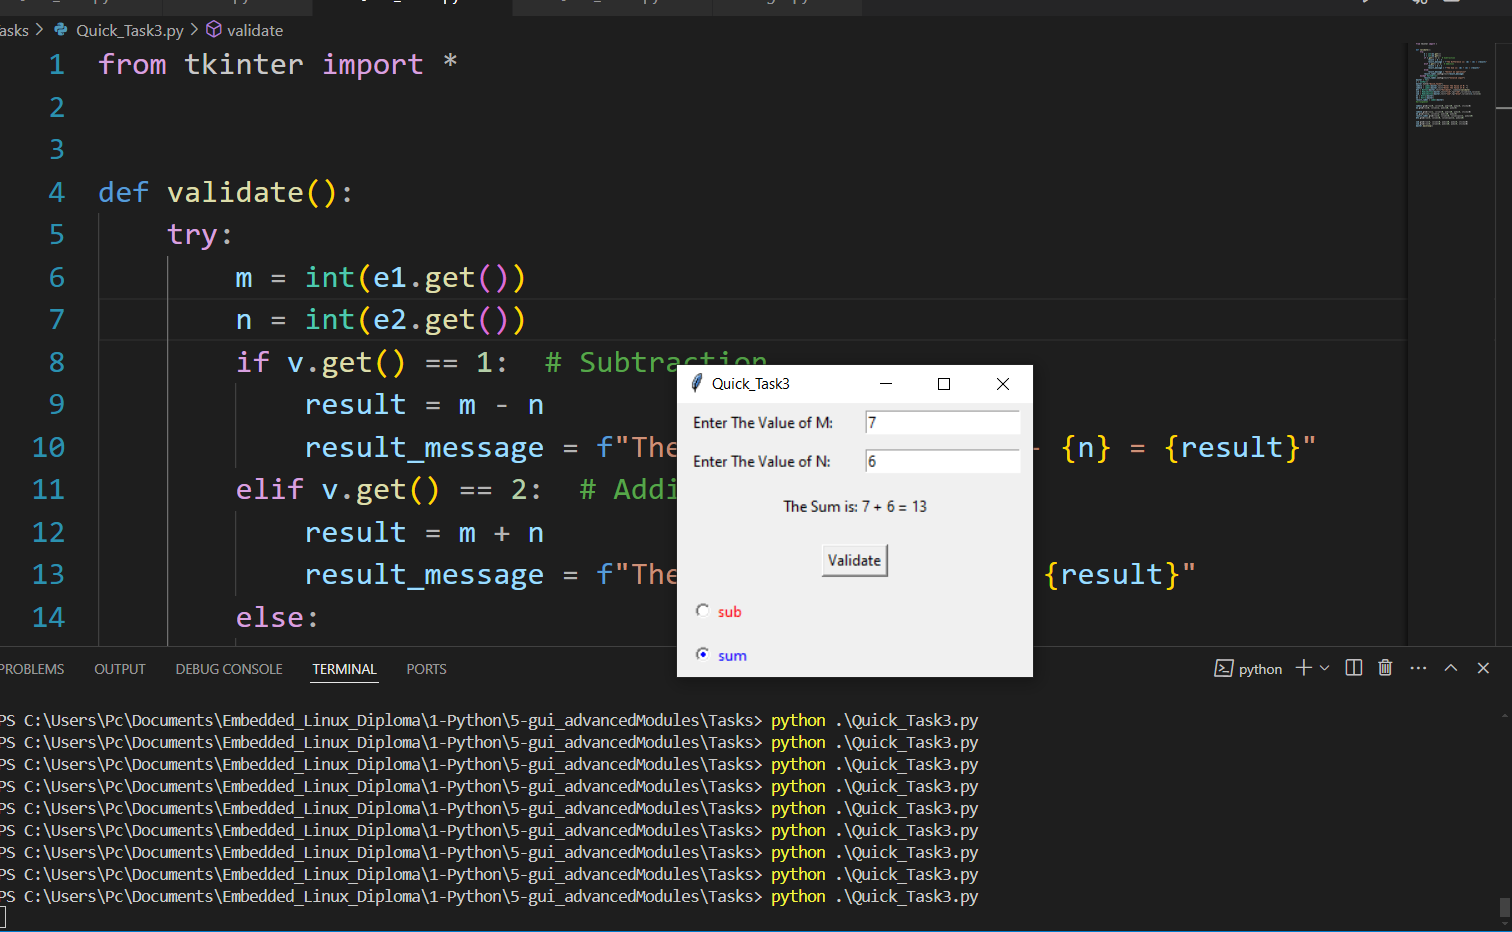 Quick_Task3.py validate
1 from tkinter import *
2
3
4 def validate():
5 try:
6 m = int(e1.get())
7 n = int(e2.get())
8 if v.get() == 1: # Subtraction
9 result = m - n
10 result_message = f"The - {n} = {result}"
11 elif v.get() == 2: # Addi
12 result = m + n
13 result_message = f"The {result}"
14 else:
Quick_Task3
Enter The Value of M: 7
Enter The Value of N: 6
The Sum is: 7 + 6 = 13
Validate
sub
sum
PROBLEMS OUTPUT DEBUG CONSOLE TERMINAL PORTS python
PS C:\Users\Pc\Documents\Embedded_Linux_Diploma\1-Python\5-gui_advancedModules\Tasks> python .\Quick_Task3.py
PS C:\Users\Pc\Documents\Embedded_Linux_Diploma\1-Python\5-gui_advancedModules\Tasks> python .\Quick_Task3.py
PS C:\Users\Pc\Documents\Embedded_Linux_Diploma\1-Python\5-gui_advancedModules\Tasks> python .\Quick_Task3.py
PS C:\Users\Pc\Documents\Embedded_Linux_Diploma\1-Python\5-gui_advancedModules\Tasks> python .\Quick_Task3.py
PS C:\Users\Pc\Documents\Embedded_Linux_Diploma\1-Python\5-gui_advancedModules\Tasks> python .\Quick_Task3.py
PS C:\Users\Pc\Documents\Embedded_Linux_Diploma\1-Python\5-gui_advancedModules\Tasks> python .\Quick_Task3.py
PS C:\Users\Pc\Documents\Embedded_Linux_Diploma\1-Python\5-gui_advancedModules\Tasks> python .\Quick_Task3.py
PS C:\Users\Pc\Documents\Embedded_Linux_Diploma\1-Python\5-gui_advancedModules\Tasks> python .\Quick_Task3.py
PS C:\Users\Pc\Documents\Embedded_Linux_Diploma\1-Python\5-gui_advancedModules\Tasks> python .\Quick_Task3.py